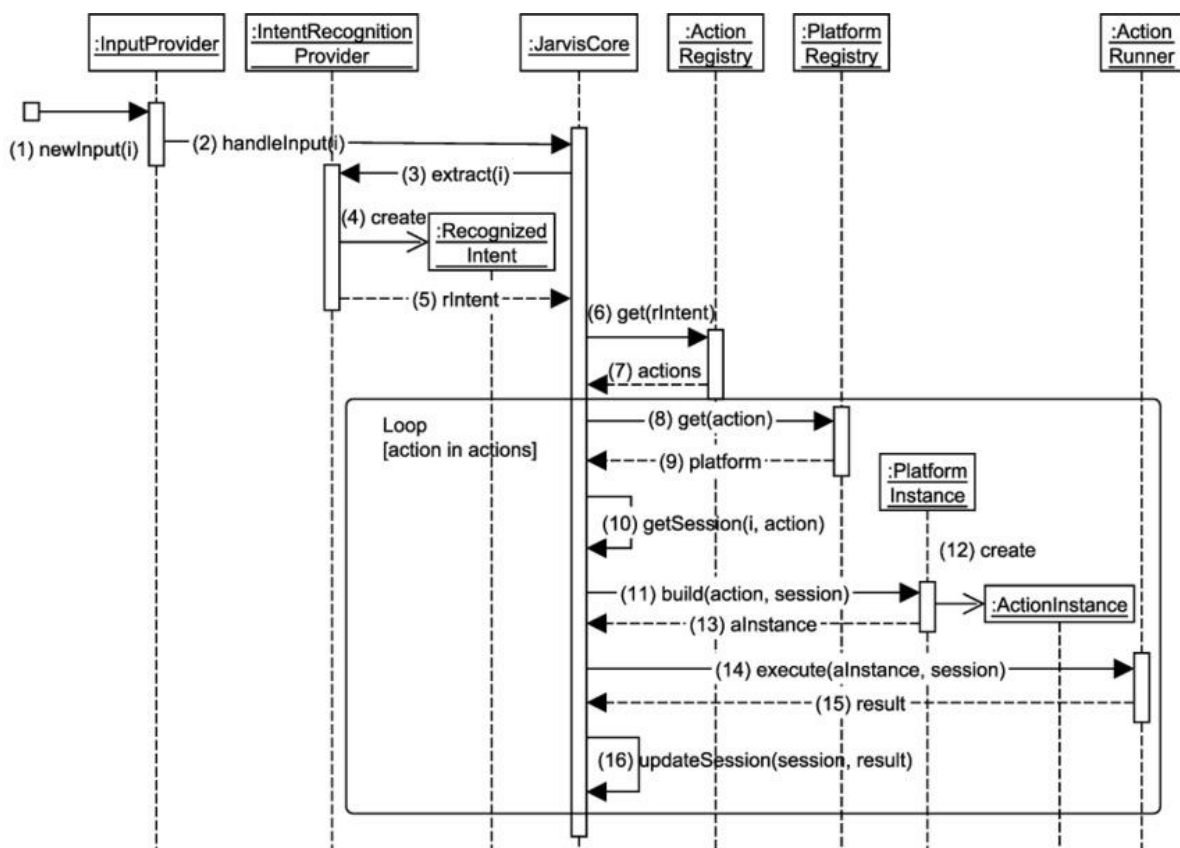 :InputProvider
:IntentRecognition
Provider
:JarvisCore
:Action
Registry
:Platform
Registry
:Action
Runner
(1) newInput(i)
(2) handleInput(i)
(3) extract(i)
(4) create
:Recognized
Intent
(5) rIntent
(6) get(rIntent)
(7) actions
Loop
[action in actions]
(8) get(action)
(9) platform
:Platform
Instance
(10) getSession(i, action)
(12) create
(11) build(action, session)
:ActionInstance
(13) aInstance
(14) execute(aInstance, session)
(15) result
(16) updateSession(session, result)